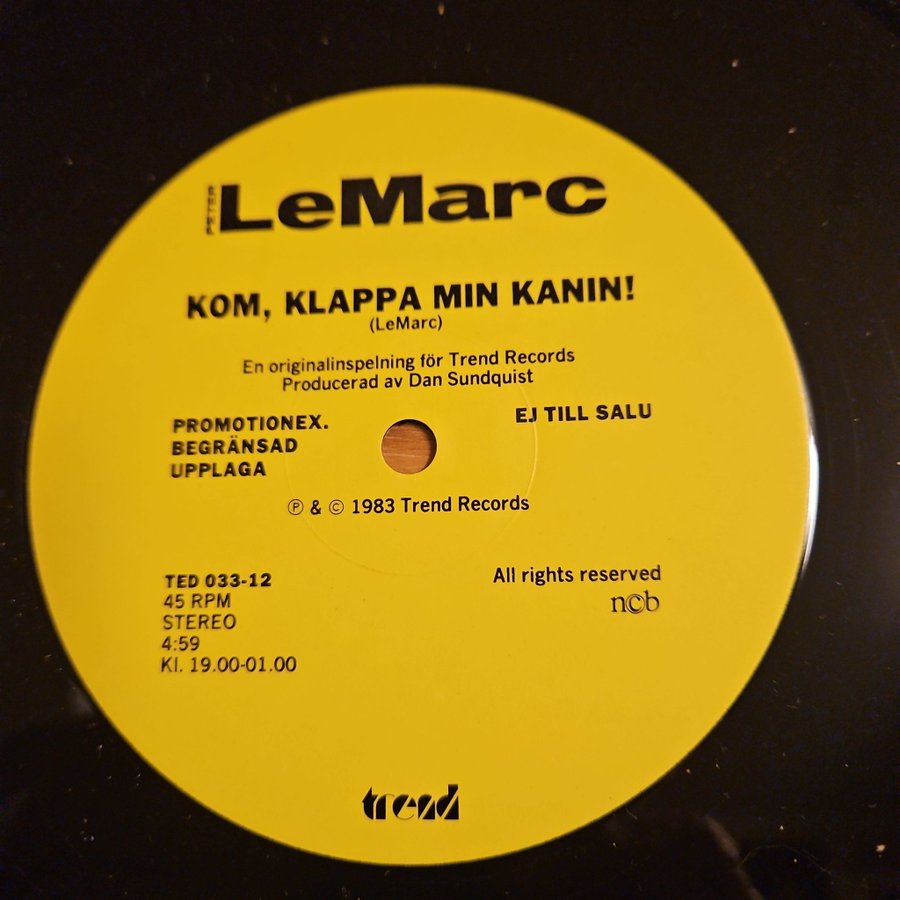 PETER LeMarc
KOM, KLAPPA MIN KANIN!
(LeMarc)
En originalinspelning för Trend Records
Producerad av Dan Sundquist
PROMOTIONEX.
BEGRÄNSAD
UPPLAGA
EJ TILL SALU
℗ & © 1983 Trend Records
TED 033-12
45 RPM
STEREO
4:59
Kl. 19.00-01.00
All rights reserved
ncb
trend